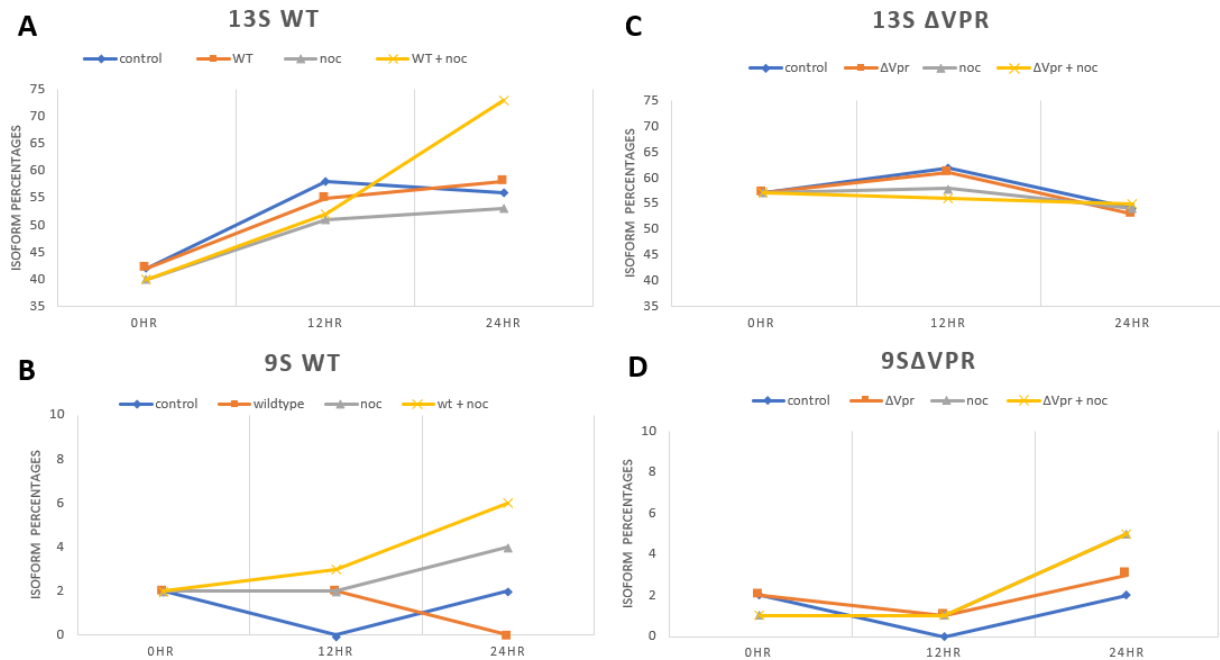 A
13S WT
control WT noc WT + noc
ISOFORM PERCENTAGES
75
70
65
60
55
50
45
40
35
0HR 12HR 24HR
B
9S WT
control wildtype noc wt + noc
ISOFORM PERCENTAGES
10
8
6
4
2
0
0HR 12HR 24HR
C
13S ΔVPR
control ΔVpr noc ΔVpr + noc
ISOFORM PERCENTAGES
75
70
65
60
55
50
45
40
35
0HR 12HR 24HR
D
9SΔVPR
control ΔVpr noc ΔVpr + noc
ISOFORM PERCENTAGES
10
8
6
4
2
0
0HR 12HR 24HR